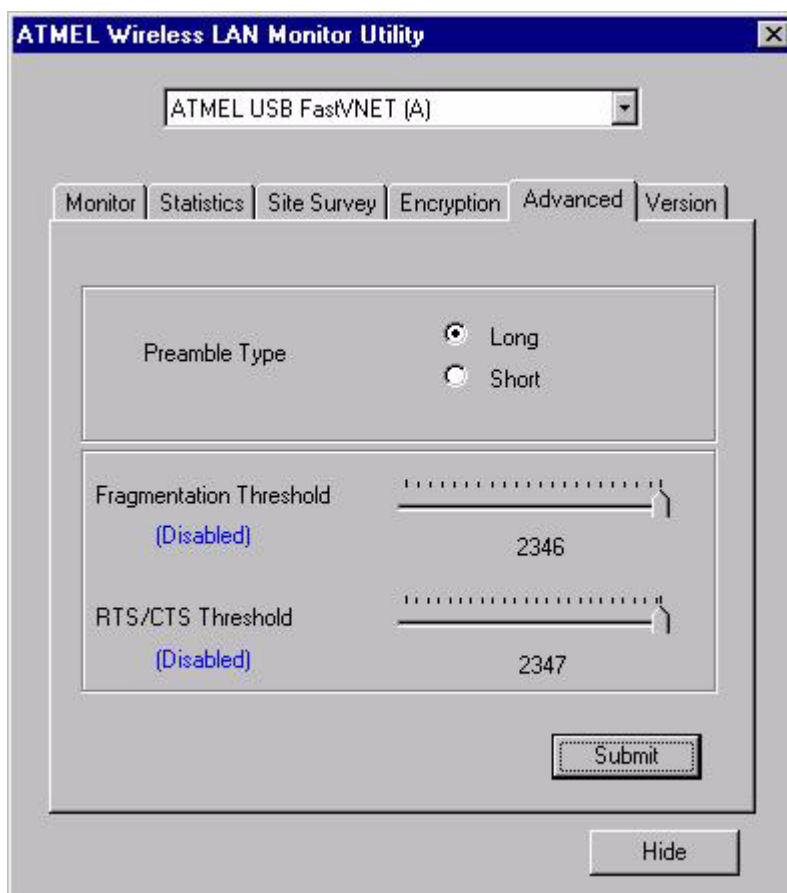 ATMEL Wireless LAN Monitor Utility
ATMEL USB FastVNET (A)
Monitor Statistics Site Survey Encryption Advanced Version
Preamble Type
Long
Short
Fragmentation Threshold
(Disabled)
2346
RTS/CTS Threshold
(Disabled)
2347
Submit
Hide